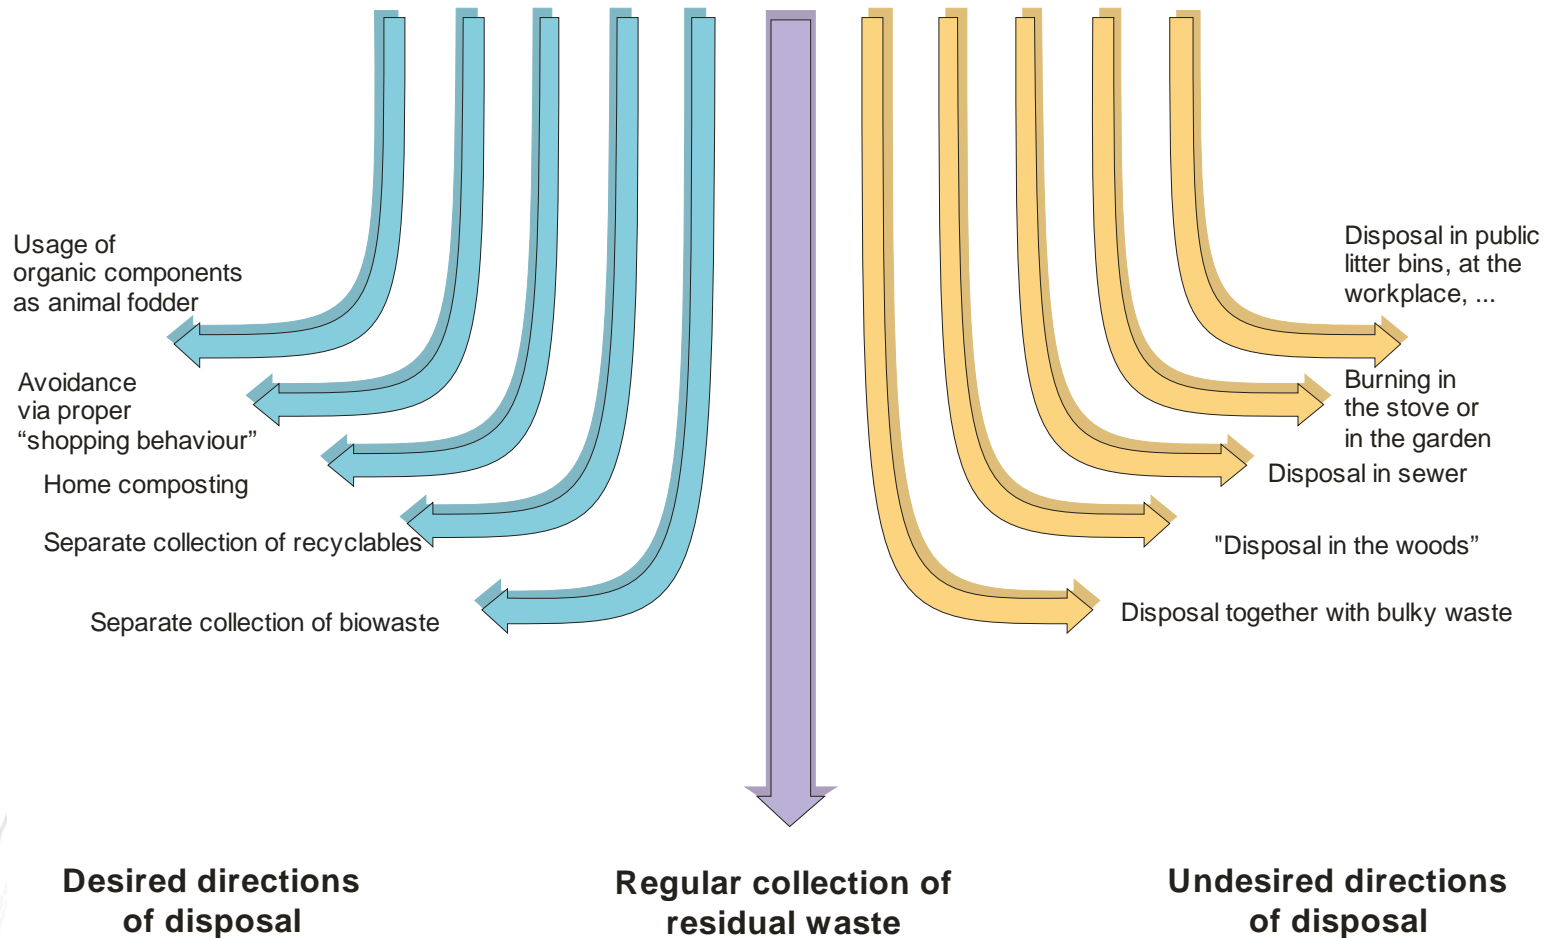 Usage of
organic components
as animal fodder
Avoidance
via proper
“shopping behaviour”
Home composting
Separate collection of recyclables
Separate collection of biowaste
Disposal in public
litter bins, at the
workplace, ...
Burning in
the stove or
in the garden
Disposal in sewer
"Disposal in the woods”
Disposal together with bulky waste
Desired directions
of disposal
Regular collection of
residual waste
Undesired directions
of disposal